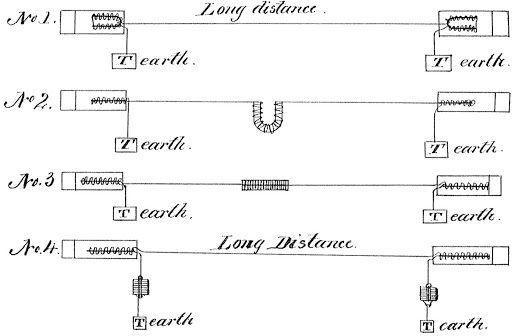 No. 1. Long distance.
T earth. T earth.
No 2.
T earth. T earth.
No. 3
T earth. T earth.
No. 4. Long Distance.
T earth T earth.